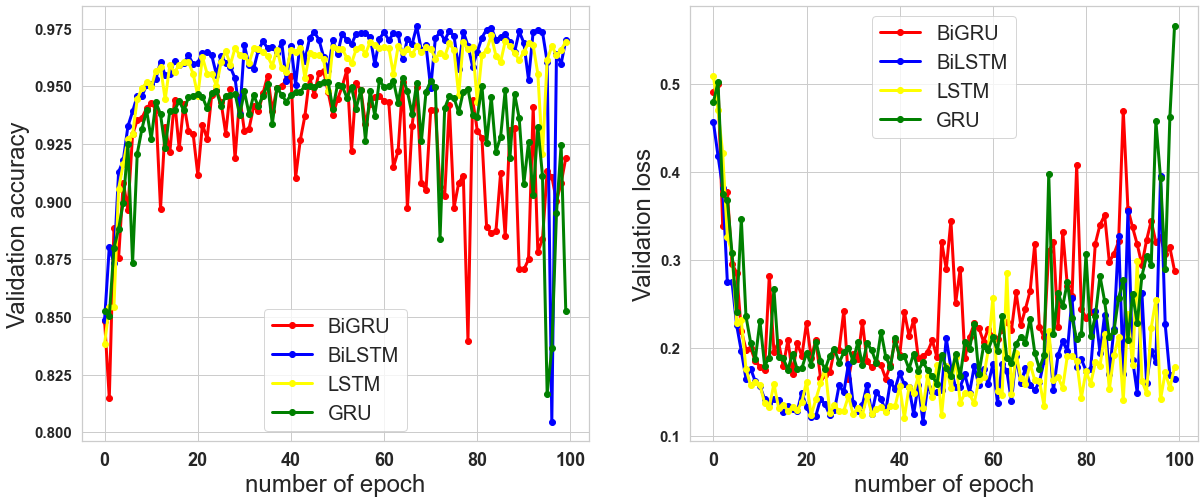 Validation accuracy
0.975
0.950
0.925
0.900
0.875
0.850
0.825
0.800
BiGRU
BiLSTM
LSTM
GRU
0 20 40 60 80 100
number of epoch
Validation loss
0.5
0.4
0.3
0.2
0.1
BiGRU
BiLSTM
LSTM
GRU
0 20 40 60 80 100
number of epoch